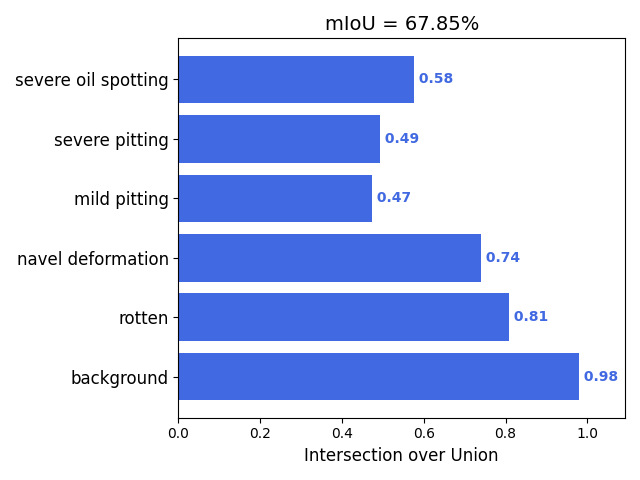 mIoU = 67.85%
severe oil spotting 0.58
severe pitting 0.49
mild pitting 0.47
navel deformation 0.74
rotten 0.81
background 0.98
0.0 0.2 0.4 0.6 0.8 1.0
Intersection over Union